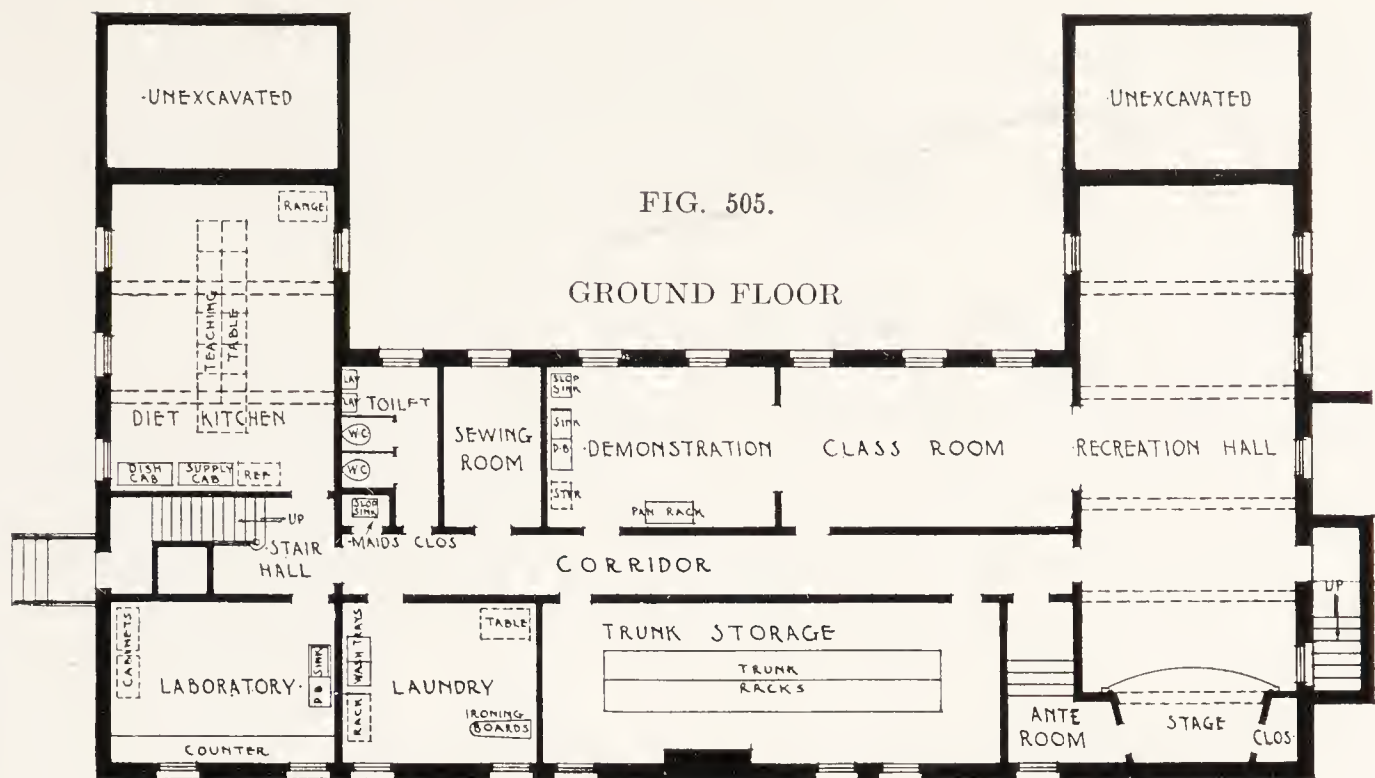 ·UNEXCAVATED
·UNEXCAVATED
FIG. 505.
GROUND FLOOR
RANGE
TEACHING
TABLE
DIET KITCHEN
DISH
CAB
SUPPLY
CAB
REF
LAV
LAV
TOILET
WC
WC
SLOP
SINK
·MAIDS CLOS
SEWING
ROOM
SLOP
SINK
SINK
D·B
STER
·DEMONSTRATION
PAN RACK
CLASS ROOM
·RECREATION HALL
UP
·STAIR
HALL
CORRIDOR
UP
CABINETS
LABORATORY·
SINK
D·B
COUNTER
WASH TRAYS
RACK
TABLE
LAUNDRY
IRONING
BOARDS
TRUNK STORAGE
TRUNK
RACKS
ANTE
ROOM
STAGE
CLOS·